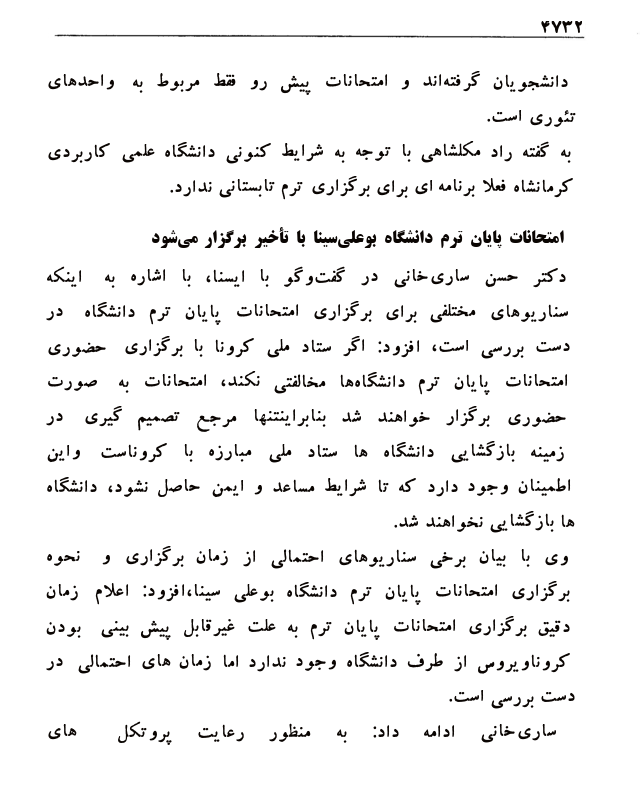 ۴۷۳۲
دانشجویان گرفته‌اند و امتحانات پیش رو فقط مربوط به واحدهای
تئوری است.
به گفته راد مکلشاهی با توجه به شرایط کنونی دانشگاه علمی کاربردی
کرمانشاه فعلا برنامه ای برای برگزاری ترم تابستانی ندارد.
امتحانات پایان ترم دانشگاه بوعلی‌سینا با تأخیر برگزار می‌شود
دکتر حسن ساری‌خانی در گفت‌وگو با ایسنا، با اشاره به اینکه
سناریوهای مختلفی برای برگزاری امتحانات پایان ترم دانشگاه در
دست بررسی است، افزود: اگر ستاد ملی کرونا با برگزاری حضوری
امتحانات پایان ترم دانشگاه‌ها مخالفتی نکند، امتحانات به صورت
حضوری برگزار خواهند شد بنابراینتنها مرجع تصمیم گیری در
زمینه بازگشایی دانشگاه ها ستاد ملی مبارزه با کروناست واین
اطمینان وجود دارد که تا شرایط مساعد و ایمن حاصل نشود، دانشگاه
ها بازگشایی نخواهند شد.
وی با بیان برخی سناریوهای احتمالی از زمان برگزاری و نحوه
برگزاری امتحانات پایان ترم دانشگاه بوعلی سینا،افزود: اعلام زمان
دقیق برگزاری امتحانات پایان ترم به علت غیرقابل پیش بینی بودن
کروناویروس از طرف دانشگاه وجود ندارد اما زمان های احتمالی در
دست بررسی است.
ساری‌خانی ادامه داد: به منظور رعایت پروتکل های